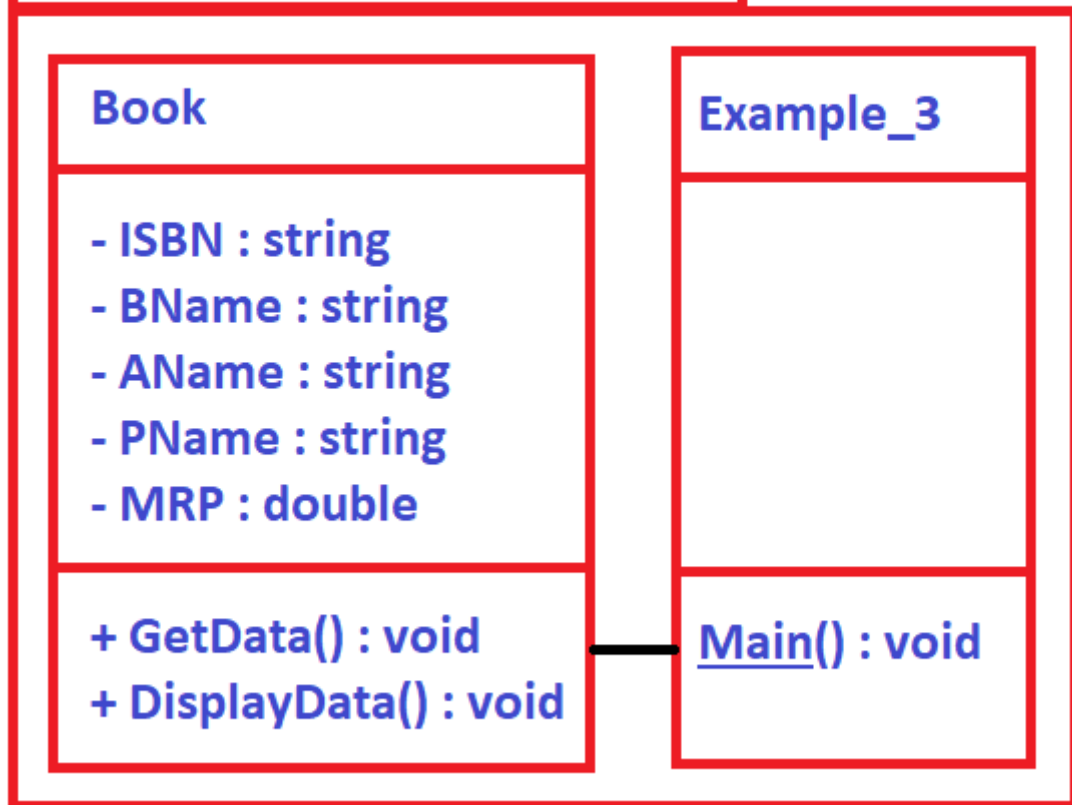 Book
- ISBN : string
- BName : string
- AName : string
- PName : string
- MRP : double
+ GetData() : void
+ DisplayData() : void
Example_3
Main() : void